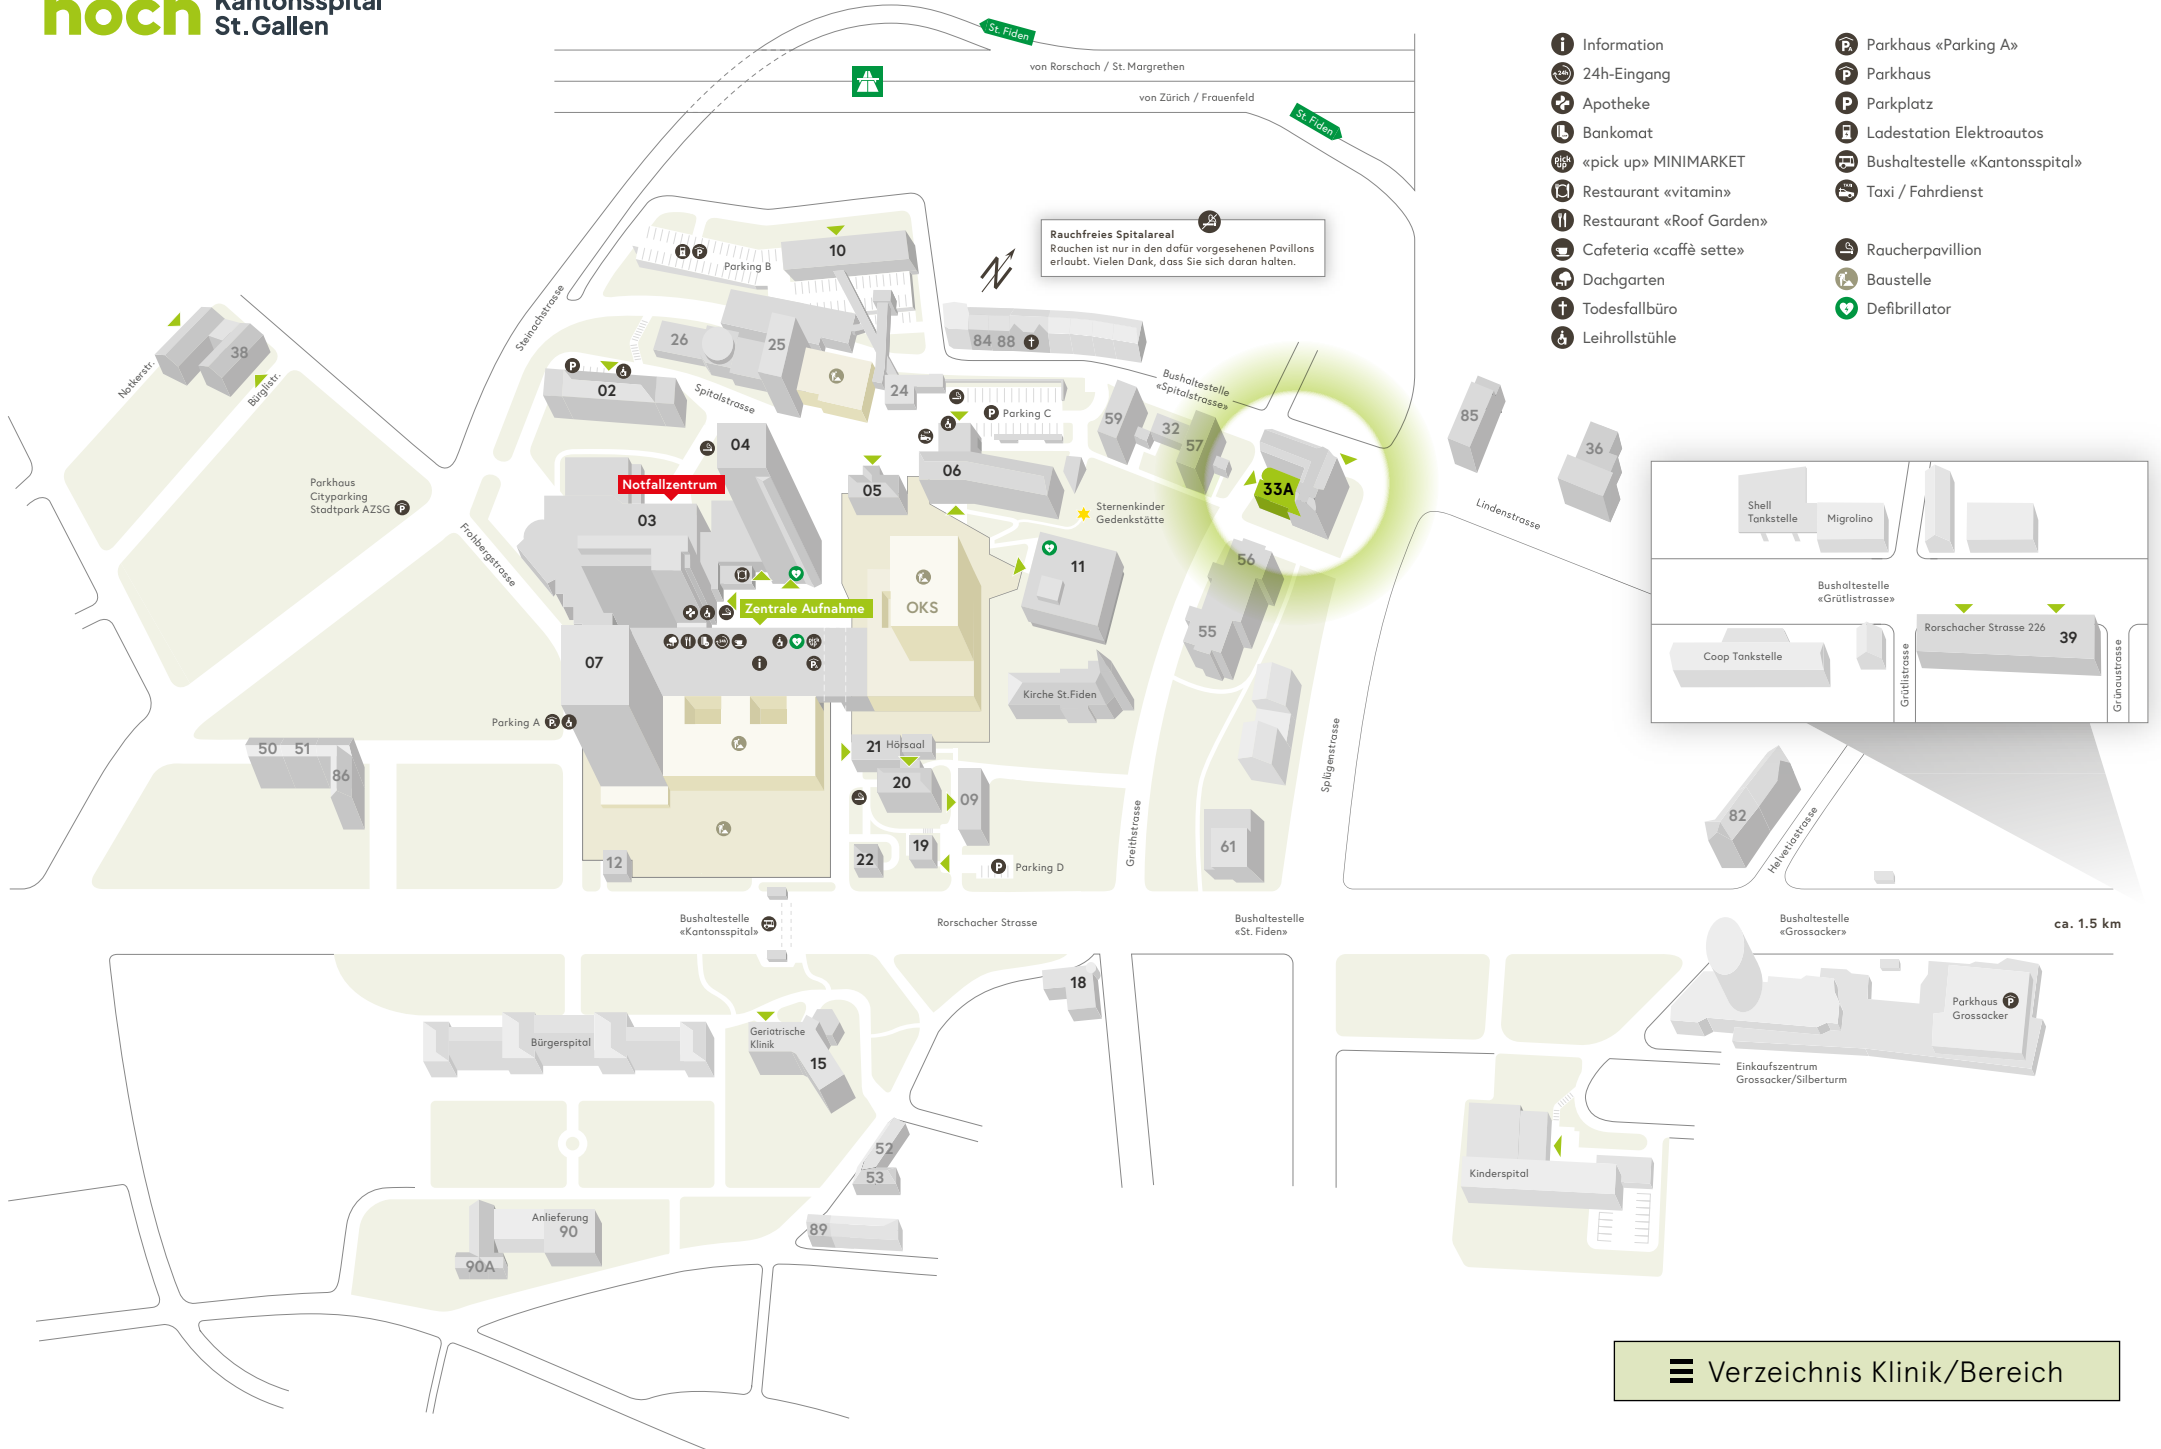 noch Kantonsspital
St.Gallen
St. Fiden
von Rorschach / St. Margrethen
von Zürich / Frauenfeld
St. Fiden
Information
24h-Eingang
Apotheke
Bankomat
«pick up» MINIMARKET
Restaurant «vitamin»
Restaurant «Roof Garden»
Cafeteria «caffè sette»
Dachgarten
Todesfallbüro
Leihrollstühle
Parkhaus «Parking A»
Parkhaus
Parkplatz
Ladestation Elektroautos
Bushaltestelle «Kantonsspital»
Taxi / Fahrdienst
Raucherpavillion
Baustelle
Defibrillator
Rauchfreies Spitalareal
Rauchen ist nur in den dafür vorgesehenen Pavillons
erlaubt. Vielen Dank, dass Sie sich daran halten.
N
Parking B
10
Steinachstrasse
26
25
84 88
38
Notkerstr.
Bürglistr.
02
Spitalstrasse
24
Parking C
Bushaltestelle
«Spitalstrasse»
59
32
57
85
36
04
06
05
33A
Notfallzentrum
03
Parkhaus
Cityparking
Stadtpark AZSG
Frohbergstrasse
Sternenkinder
Gedenkstätte
Lindenstrasse
11
56
55
OKS
Zentrale Aufnahme
07
Kirche St.Fiden
Parking A
Shell
Tankstelle
Migrolino
Bushaltestelle
«Grütlistrasse»
Rorschacher Strasse 226
39
Coop Tankstelle
Grütlistrasse
Grünaustrasse
50 51
86
21 Hörsaal
20
09
19
22
12
Parking D
Greithstrasse
Splügenstrasse
61
82
Helvetiastrasse
Bushaltestelle
«Kantonsspital»
Rorschacher Strasse
Bushaltestelle
«St. Fiden»
Bushaltestelle
«Grossacker»
ca. 1.5 km
18
Bürgerspital
Geriatrische
Klinik
15
Parkhaus
Grossacker
Einkaufszentrum
Grossacker/Silberturm
52
53
89
Kinderspital
Anlieferung
90
90A
Verzeichnis Klinik/Bereich